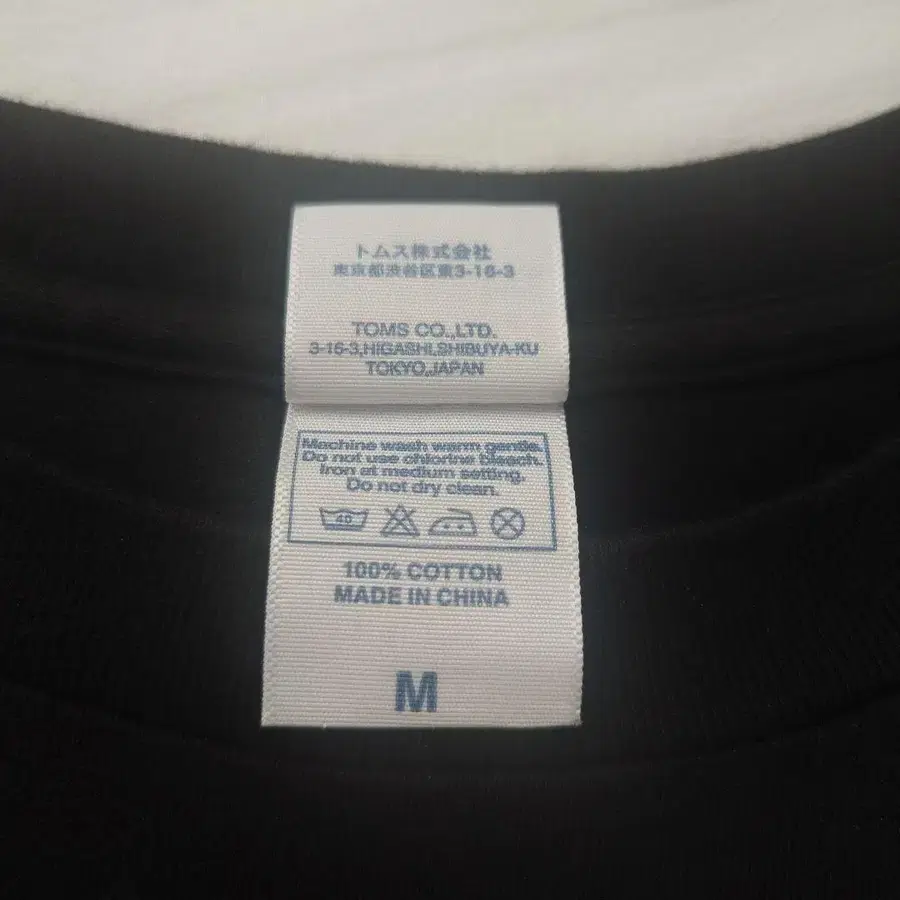 トムス株式会社
東京都渋谷区東3-16-3
TOMS CO.,LTD.
3-16-3,HIGASHI,SHIBUYA-KU
TOKYO,JAPAN
Machine wash warm gentle.
Do not use chlorine bleach.
Iron at medium setting.
Do not dry clean.
40
100% COTTON
MADE IN CHINA
M